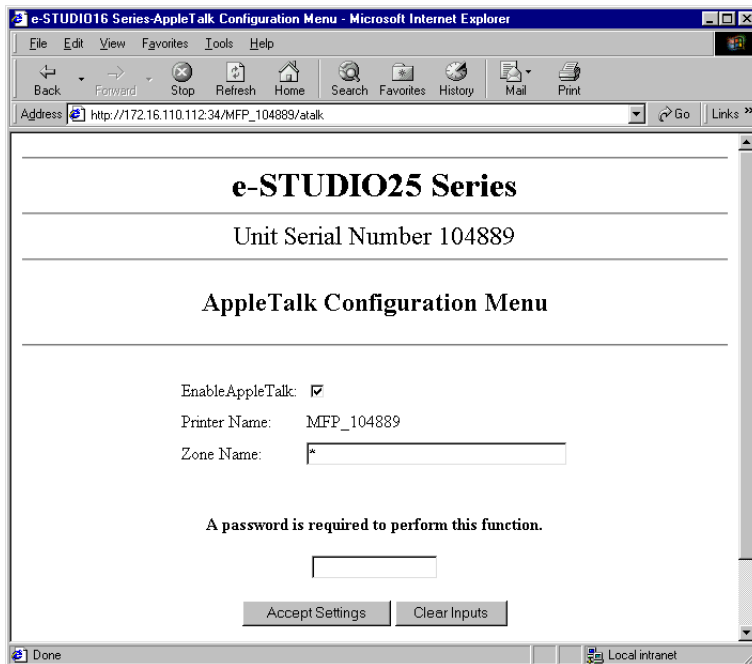 e-STUDIO16 Series-AppleTalk Configuration Menu - Microsoft Internet Explorer
File Edit View Favorites Tools Help
Back Forward Stop Refresh Home Search Favorites History Mail Print
Address http://172.16.110.112:34/MFP_104889/atalk Go Links »
e-STUDIO25 Series
Unit Serial Number 104889
AppleTalk Configuration Menu
EnableAppleTalk:
Printer Name: MFP_104889
Zone Name: *
A password is required to perform this function.
Accept Settings Clear Inputs
Done Local intranet